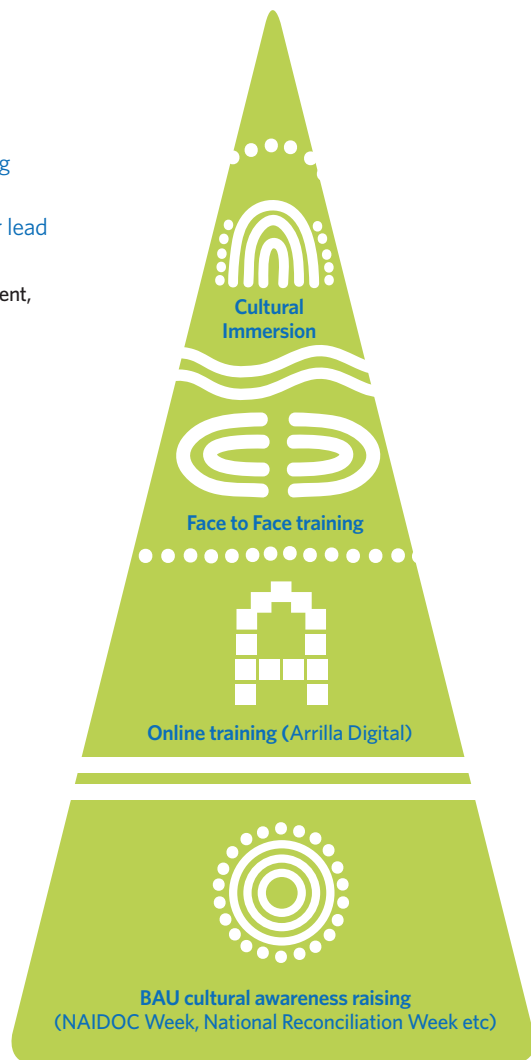 lead
Cultural
Immersion
Face to Face training
Online training (Arrilla Digital)
BAU cultural awareness raising
(NAIDOC Week, National Reconciliation Week etc)